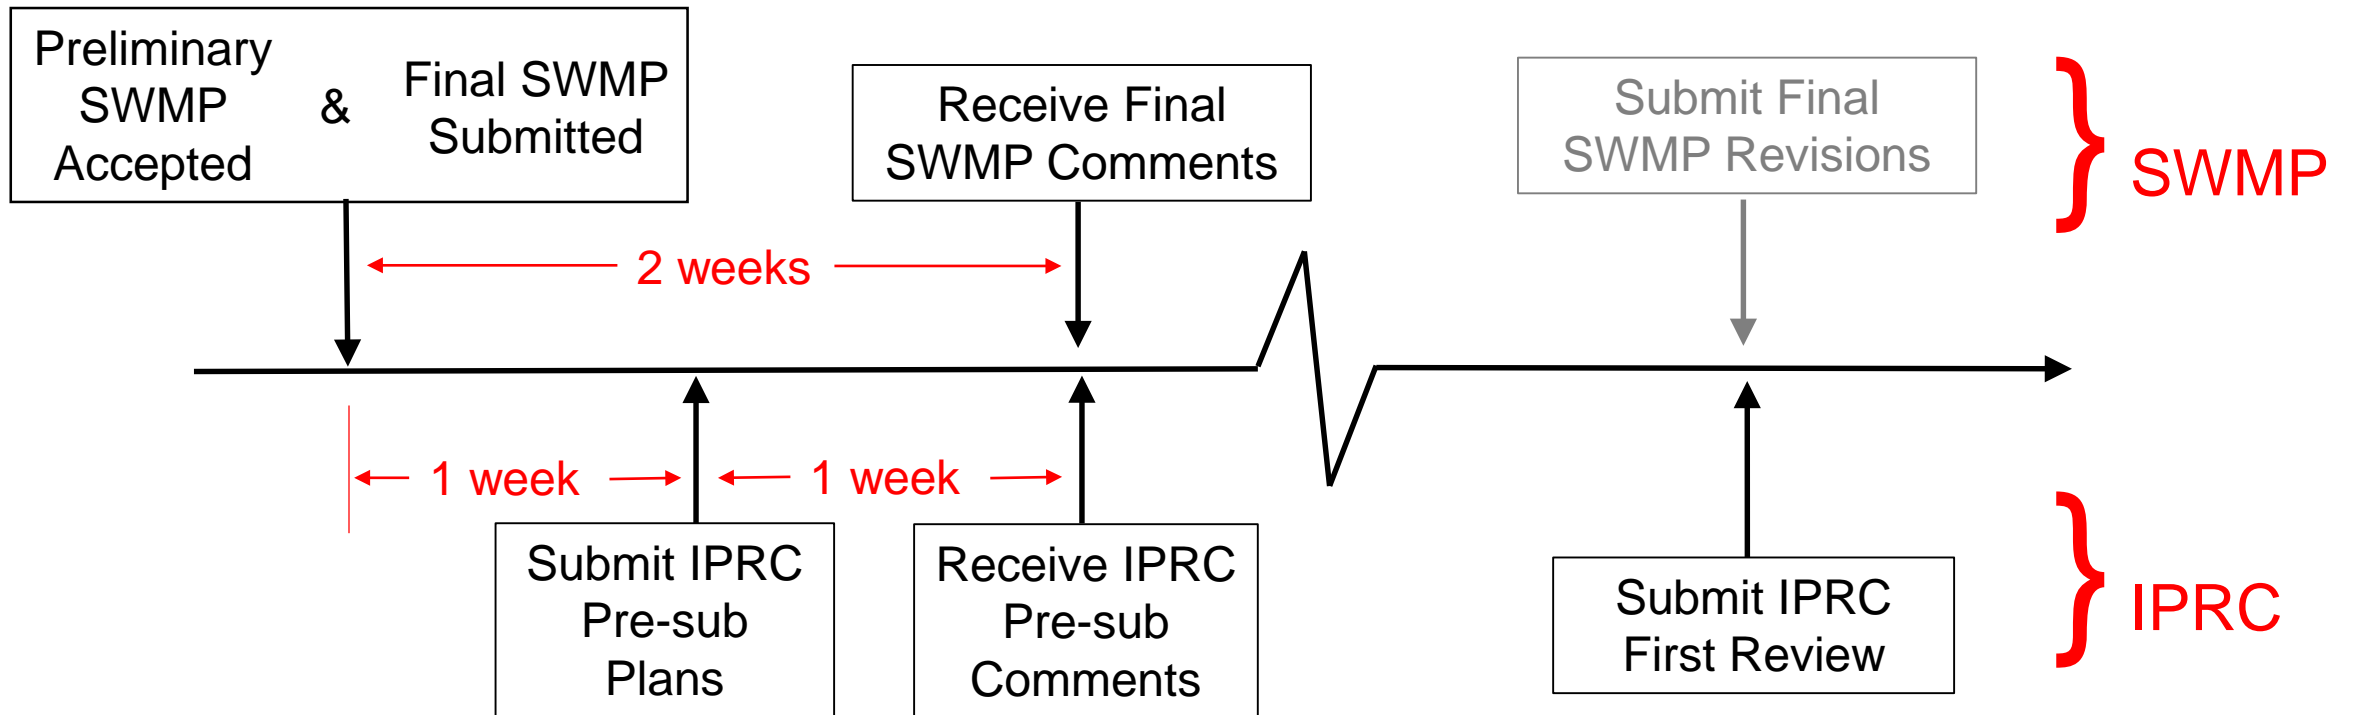 Preliminary
SWMP
Accepted
&
Final SWMP
Submitted
Receive Final
SWMP Comments
Submit Final
SWMP Revisions
SWMP
2 weeks
1 week
1 week
Submit IPRC
Pre-sub
Plans
Receive IPRC
Pre-sub
Comments
Submit IPRC
First Review
IPRC